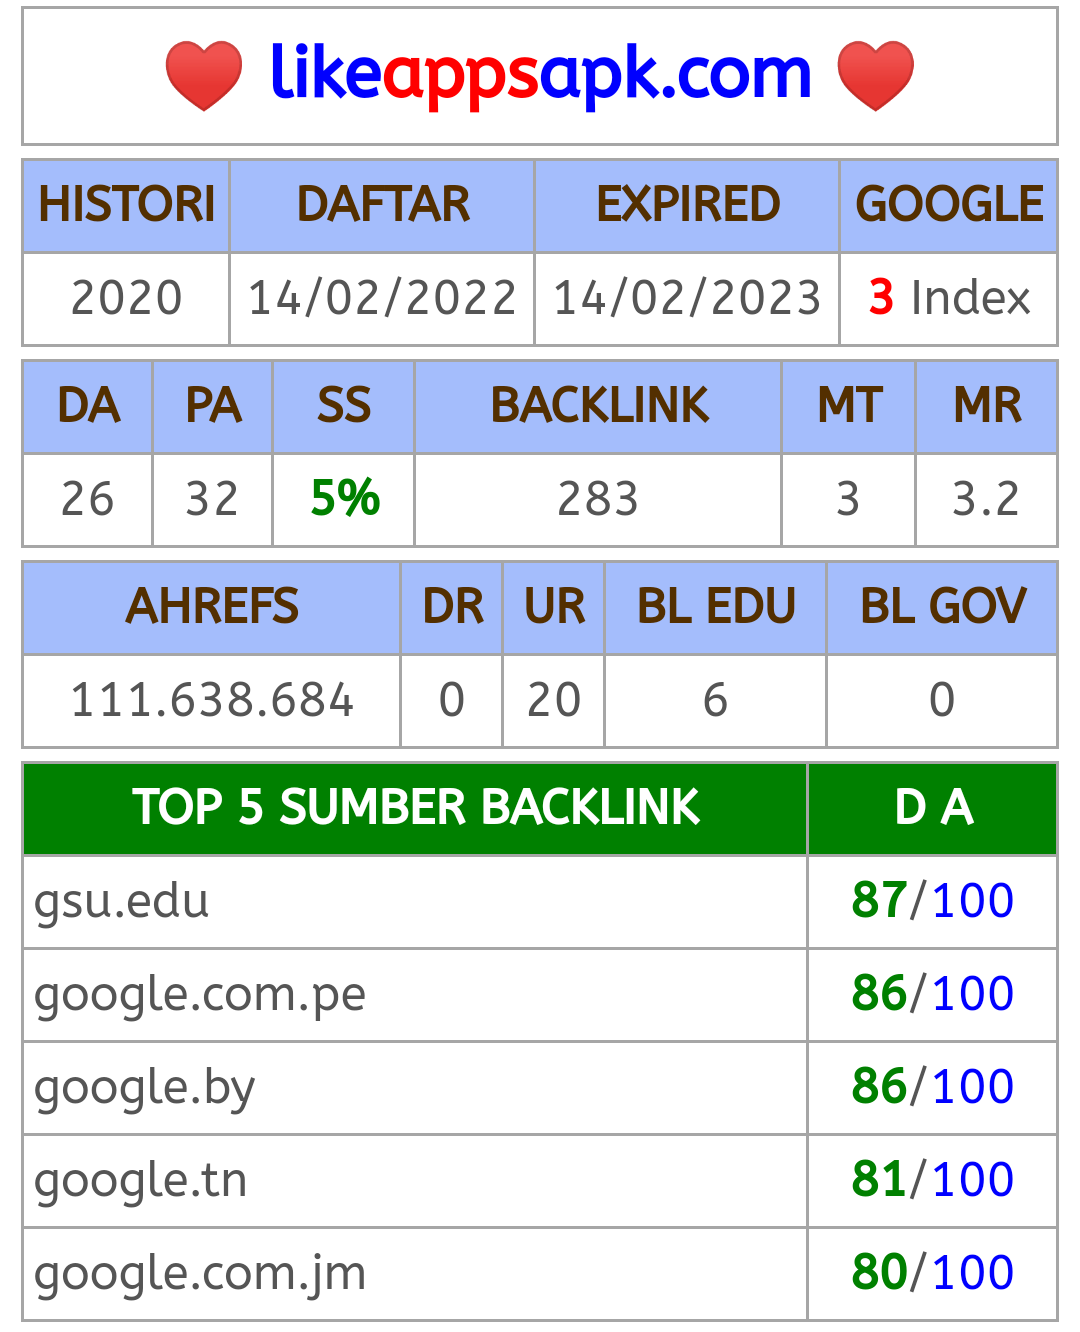 likeappsapk.com
HISTORI DAFTAR EXPIRED GOOGLE
2020 14/02/2022 14/02/2023 3 Index
DA PA SS BACKLINK MT MR
26 32 5% 283 3 3.2
AHREFS DR UR BL EDU BL GOV
111.638.684 0 20 6 0
TOP 5 SUMBER BACKLINK D A
gsu.edu 87/100
google.com.pe 86/100
google.by 86/100
google.tn 81/100
google.com.jm 80/100